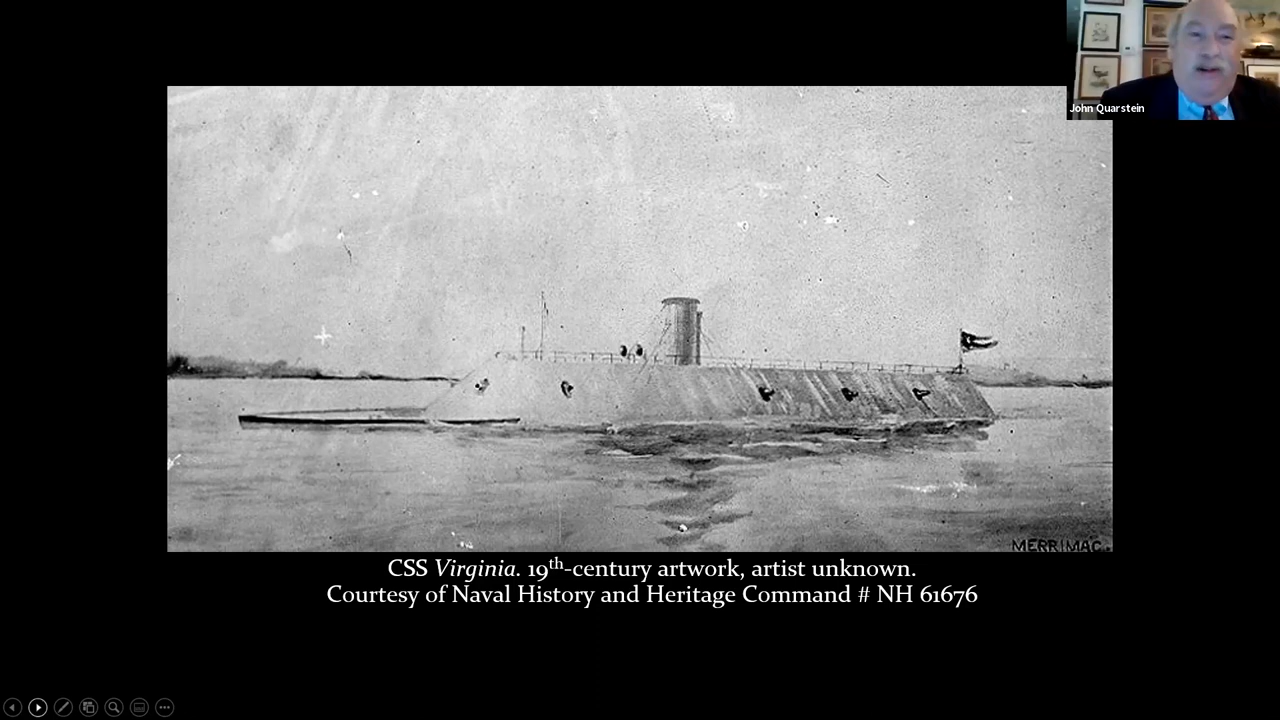 John Quarstein
MERRIMAC.
CSS Virginia. 19th-century artwork, artist unknown.
Courtesy of Naval History and Heritage Command # NH 61676